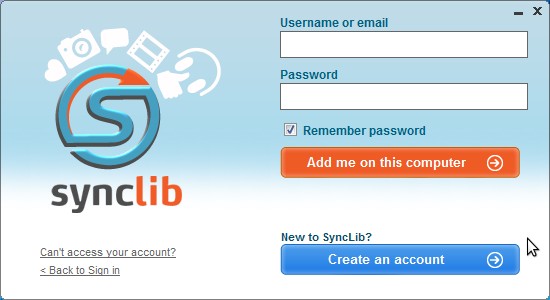 synclib
Can't access your account?
< Back to Sign in
Username or email
Password
Remember password
Add me on this computer
New to SyncLib?
Create an account